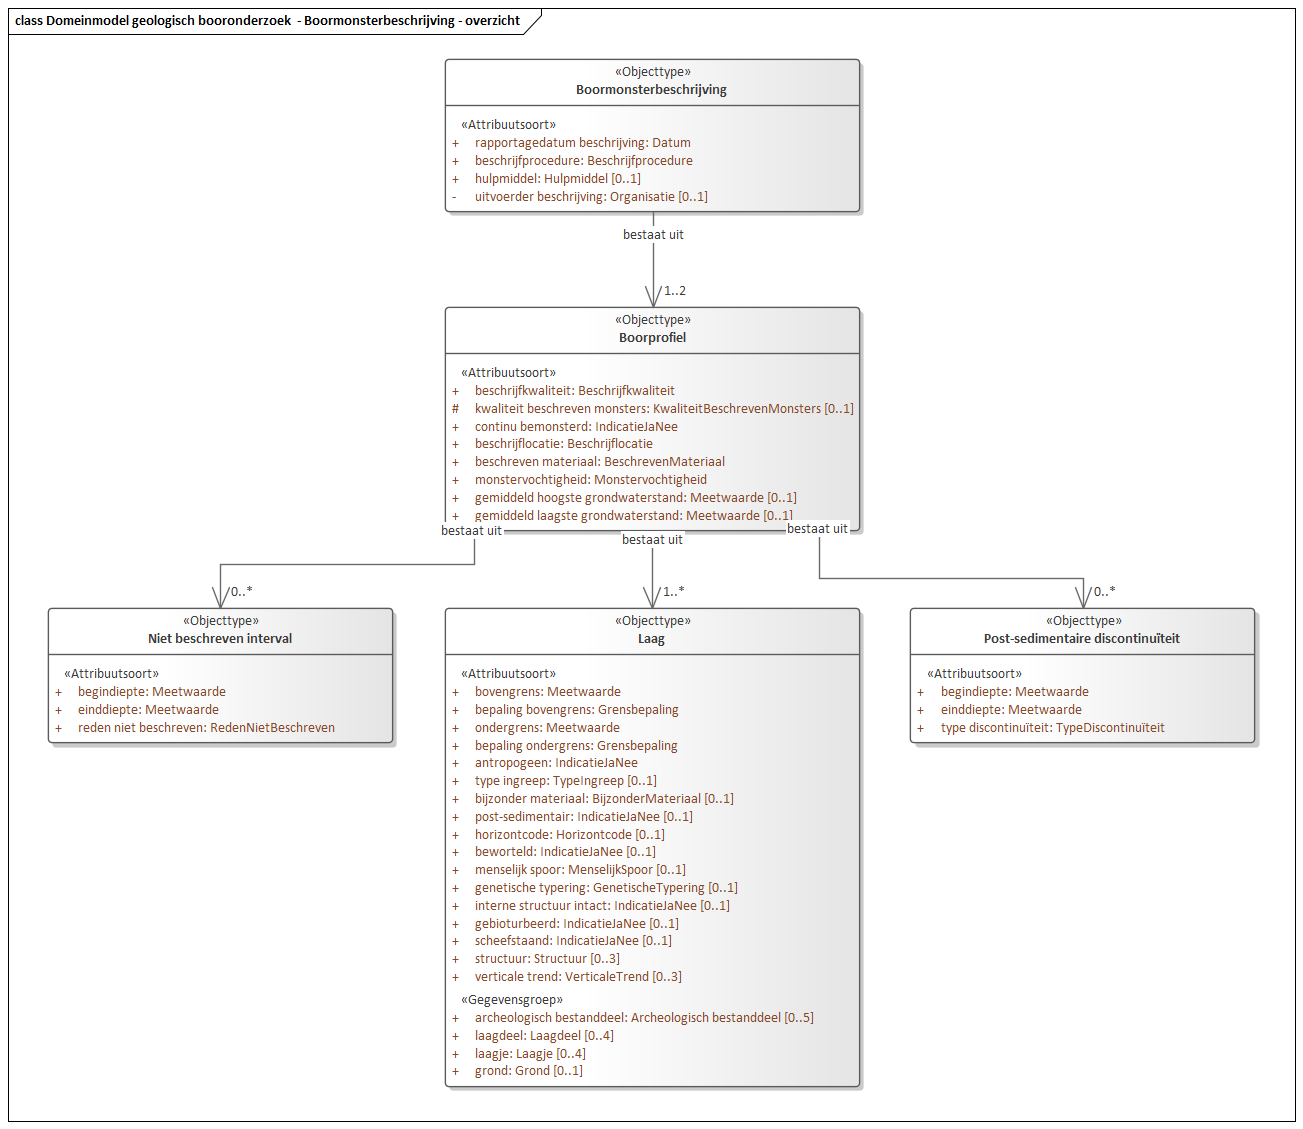 class Domeinmodel geologisch booronderzoek  - Boormonsterbeschrijving - overzicht
«Objecttype»
Boormonsterbeschrijving
«Attribuutsoort»
+ rapportagedatum beschrijving: Datum
+ beschrijfprocedure: Beschrijfprocedure
+ hulpmiddel: Hulpmiddel [0..1]
- uitvoerder beschrijving: Organisatie [0..1]
bestaat uit
1..2
«Objecttype»
Boorprofiel
«Attribuutsoort»
+ beschrijfkwaliteit: Beschrijfkwaliteit
# kwaliteit beschreven monsters: KwaliteitBeschrevenMonsters [0..1]
+ continu bemonsterd: IndicatieJaNee
+ beschrijflocatie: Beschrijflocatie
+ beschreven materiaal: BeschrevenMateriaal
+ monstervochtigheid: Monstervochtigheid
+ gemiddeld hoogste grondwaterstand: Meetwaarde [0..1]
+ gemiddeld laagste grondwaterstand: Meetwaarde [0..1]
bestaat uit
bestaat uit
bestaat uit
0..*
1..*
0..*
«Objecttype»
Niet beschreven interval
«Attribuutsoort»
+ begindiepte: Meetwaarde
+ einddiepte: Meetwaarde
+ reden niet beschreven: RedenNietBeschreven
«Objecttype»
Laag
«Attribuutsoort»
+ bovengrens: Meetwaarde
+ bepaling bovengrens: Grensbepaling
+ ondergrens: Meetwaarde
+ bepaling ondergrens: Grensbepaling
+ antropogeen: IndicatieJaNee
+ type ingreep: TypeIngreep [0..1]
+ bijzonder materiaal: BijzonderMateriaal [0..1]
+ post-sedimentair: IndicatieJaNee [0..1]
+ horizontcode: Horizontcode [0..1]
+ beworteld: IndicatieJaNee [0..1]
+ menselijk spoor: MenselijkSpoor [0..1]
+ genetische typering: GenetischeTypering [0..1]
+ interne structuur intact: IndicatieJaNee [0..1]
+ gebioturbeerd: IndicatieJaNee [0..1]
+ scheefstaand: IndicatieJaNee [0..1]
+ structuur: Structuur [0..3]
+ verticale trend: VerticaleTrend [0..3]
«Gegevensgroep»
+ archeologisch bestanddeel: Archeologisch bestanddeel [0..5]
+ laagdeel: Laagdeel [0..4]
+ laagje: Laagje [0..4]
+ grond: Grond [0..1]
«Objecttype»
Post-sedimentaire discontinuïteit
«Attribuutsoort»
+ begindiepte: Meetwaarde
+ einddiepte: Meetwaarde
+ type discontinuïteit: TypeDiscontinuïteit